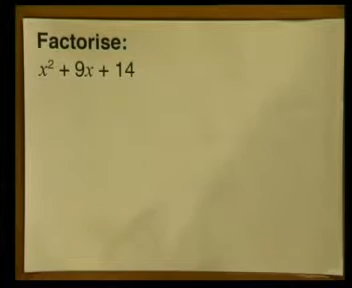 Factorise:
x² + 9x + 14